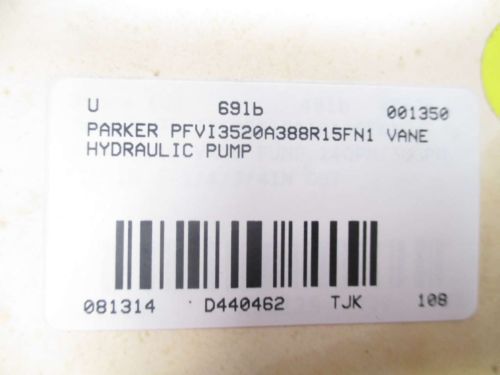 U 691b 001350
PARKER PFVI3520A388R15FN1 VANE
HYDRAULIC PUMP
081314 D440462 TJK 108